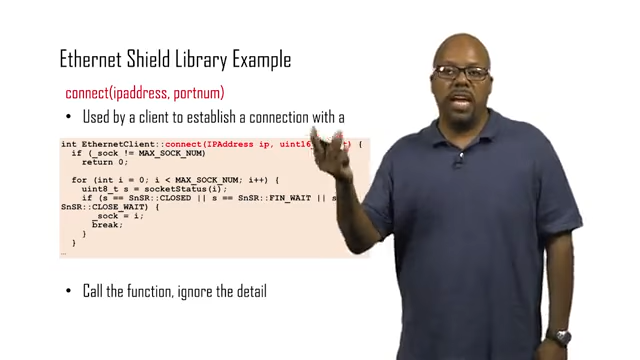 Ethernet Shield Library Example
connect(ipaddress, portnum)
• Used by a client to establish a connection with a
int EthernetClient::connect(IPAddress ip, uint16 t) {
if (_sock != MAX_SOCK_NUM)
return 0;
for (int i = 0; i < MAX_SOCK_NUM; i++) {
uint8_t s = socketStatus(i);
if (s == SnSR::CLOSED || s == SnSR::FIN_WAIT || s
SnSR::CLOSE_WAIT) {
_sock = i;
break;
}
}
…
• Call the function, ignore the detail